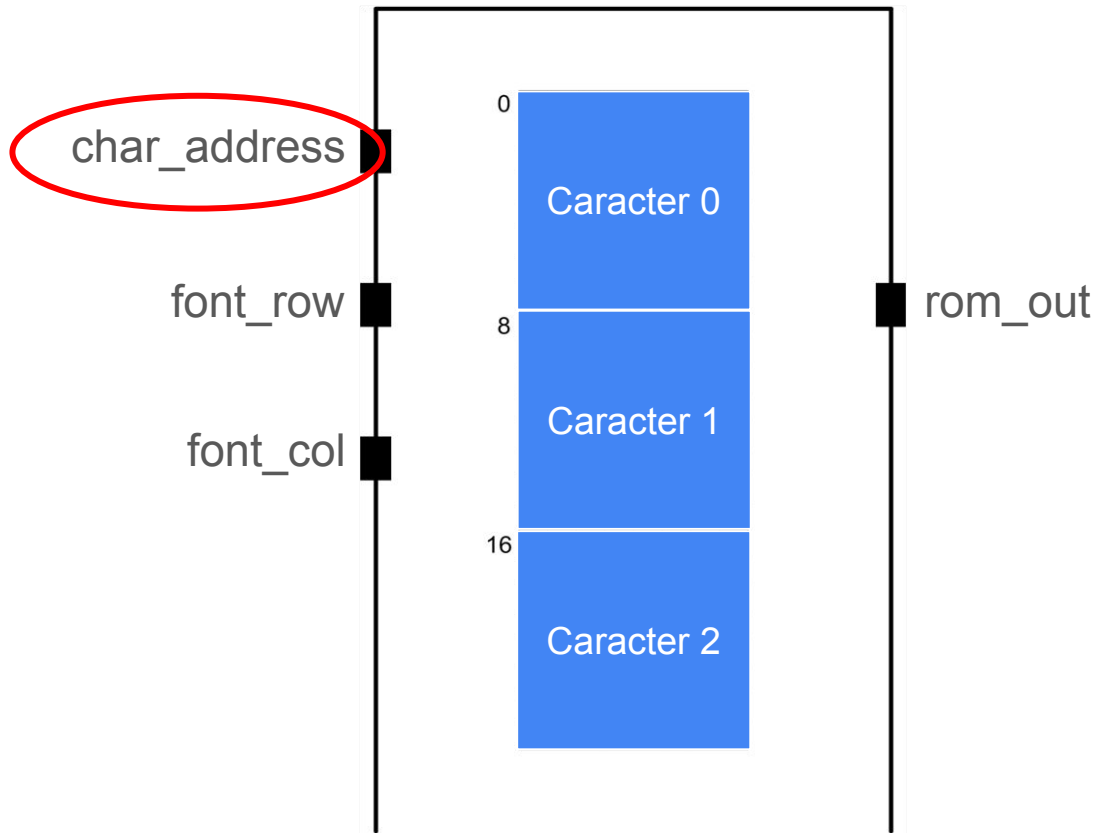 char_address
font_row
font_col
0
Caracter 0
8
Caracter 1
16
Caracter 2
rom_out